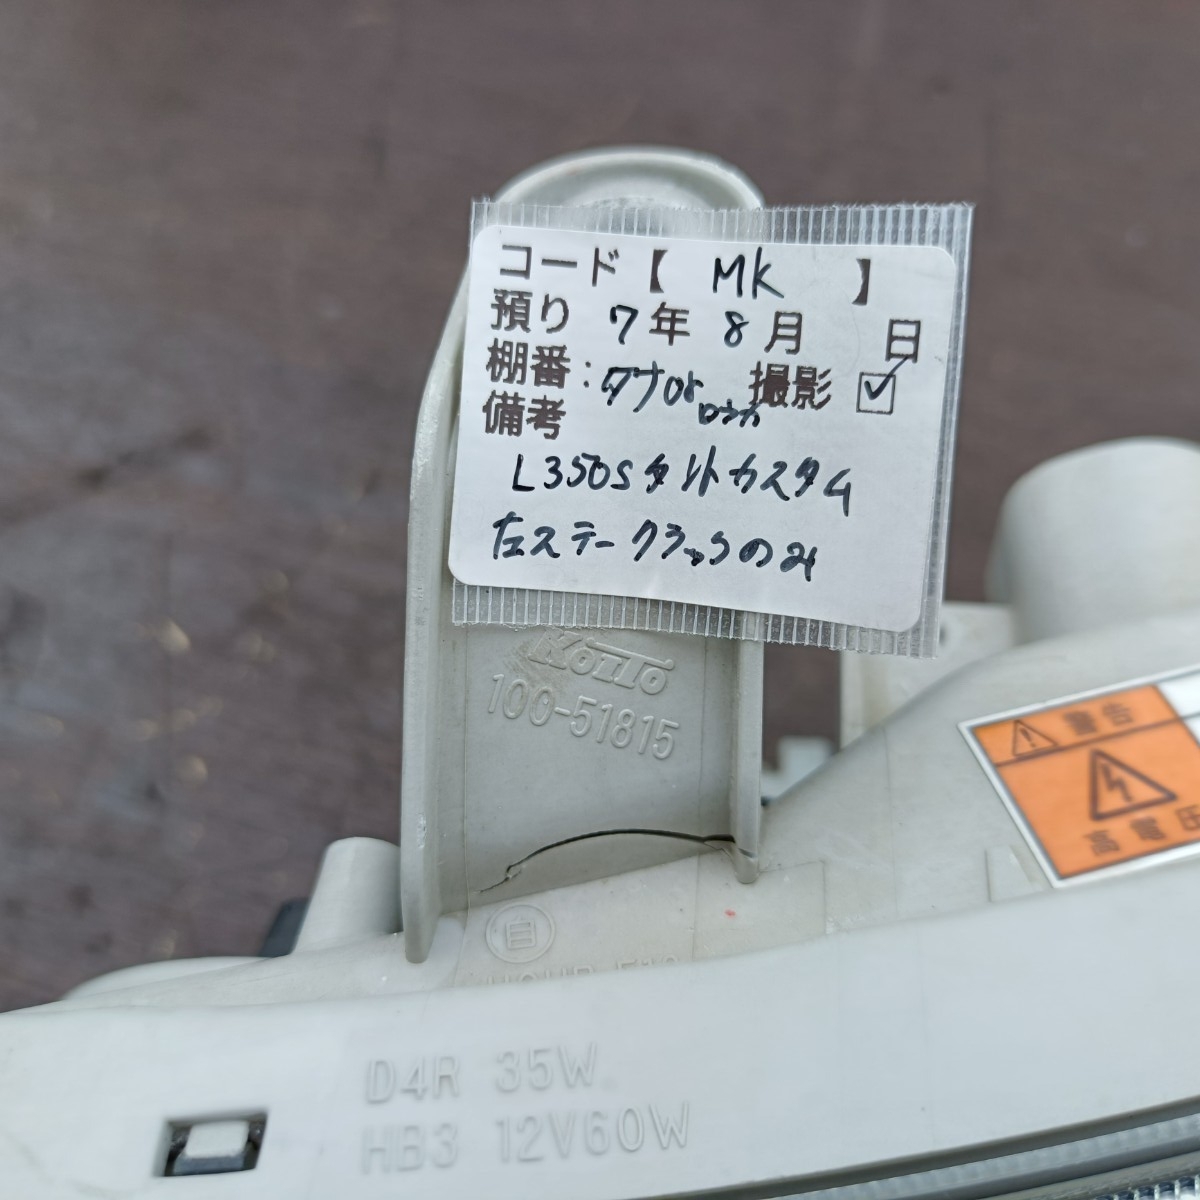 コード【 MK 】
預り 7年 8月 日
棚番: タナ08 ロウカ 撮影 ☑
備考
L350S タントカスタム
左ステークラックのみ
KOITO
100-51815
警告
高電圧
自
D4R 35W
HB3 12V60W